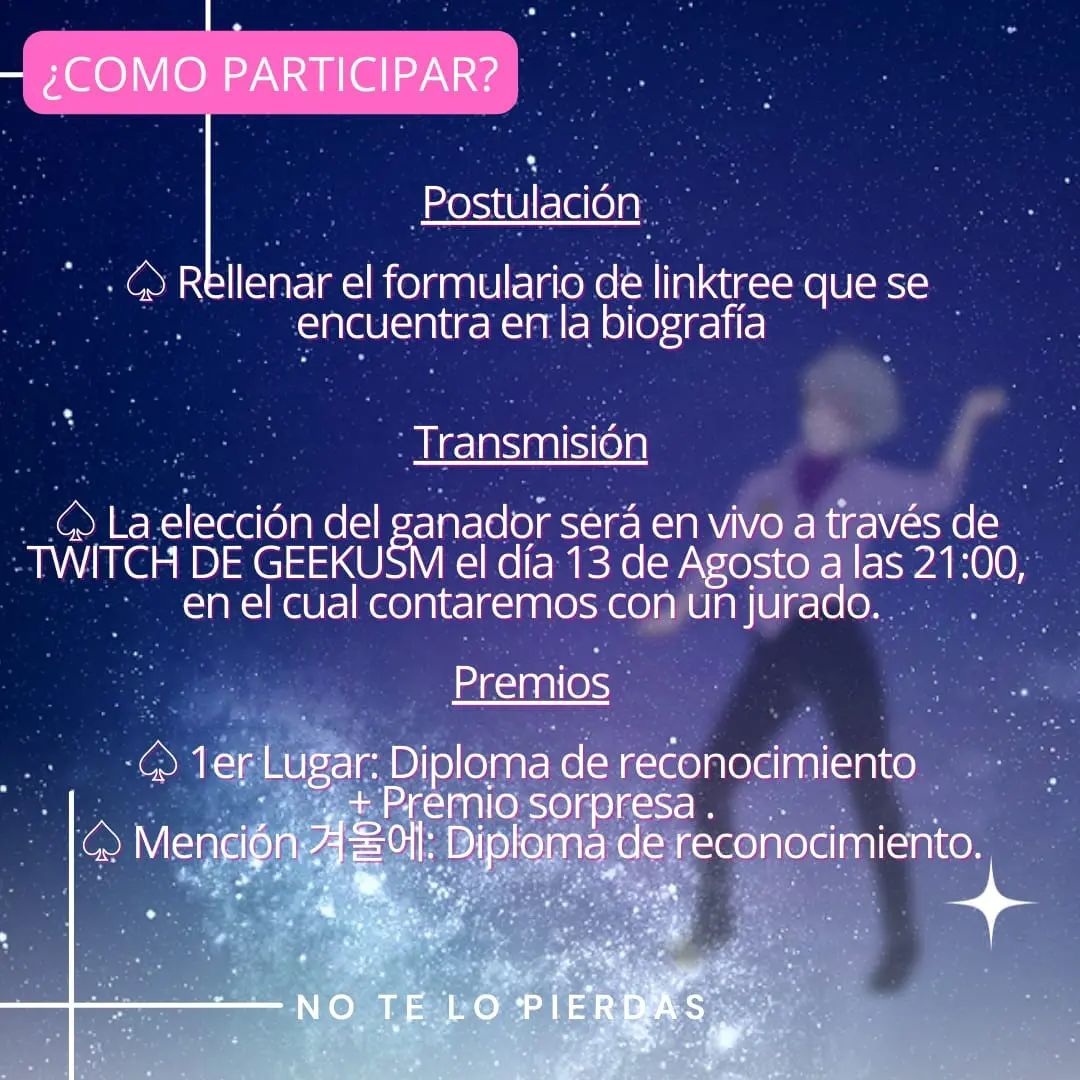 ¿COMO PARTICIPAR?
Postulación
♤ Rellenar el formulario de linktree que se
encuentra en la biografía
Transmisión
♤ La elección del ganador será en vivo a través de
TWITCH DE GEEKUSM el día 13 de Agosto a las 21:00,
en el cual contaremos con un jurado.
Premios
♤ 1er Lugar: Diploma de reconocimiento
+ Premio sorpresa .
♤ Mención 겨울에: Diploma de reconocimiento.
NO TE LO PIERDAS